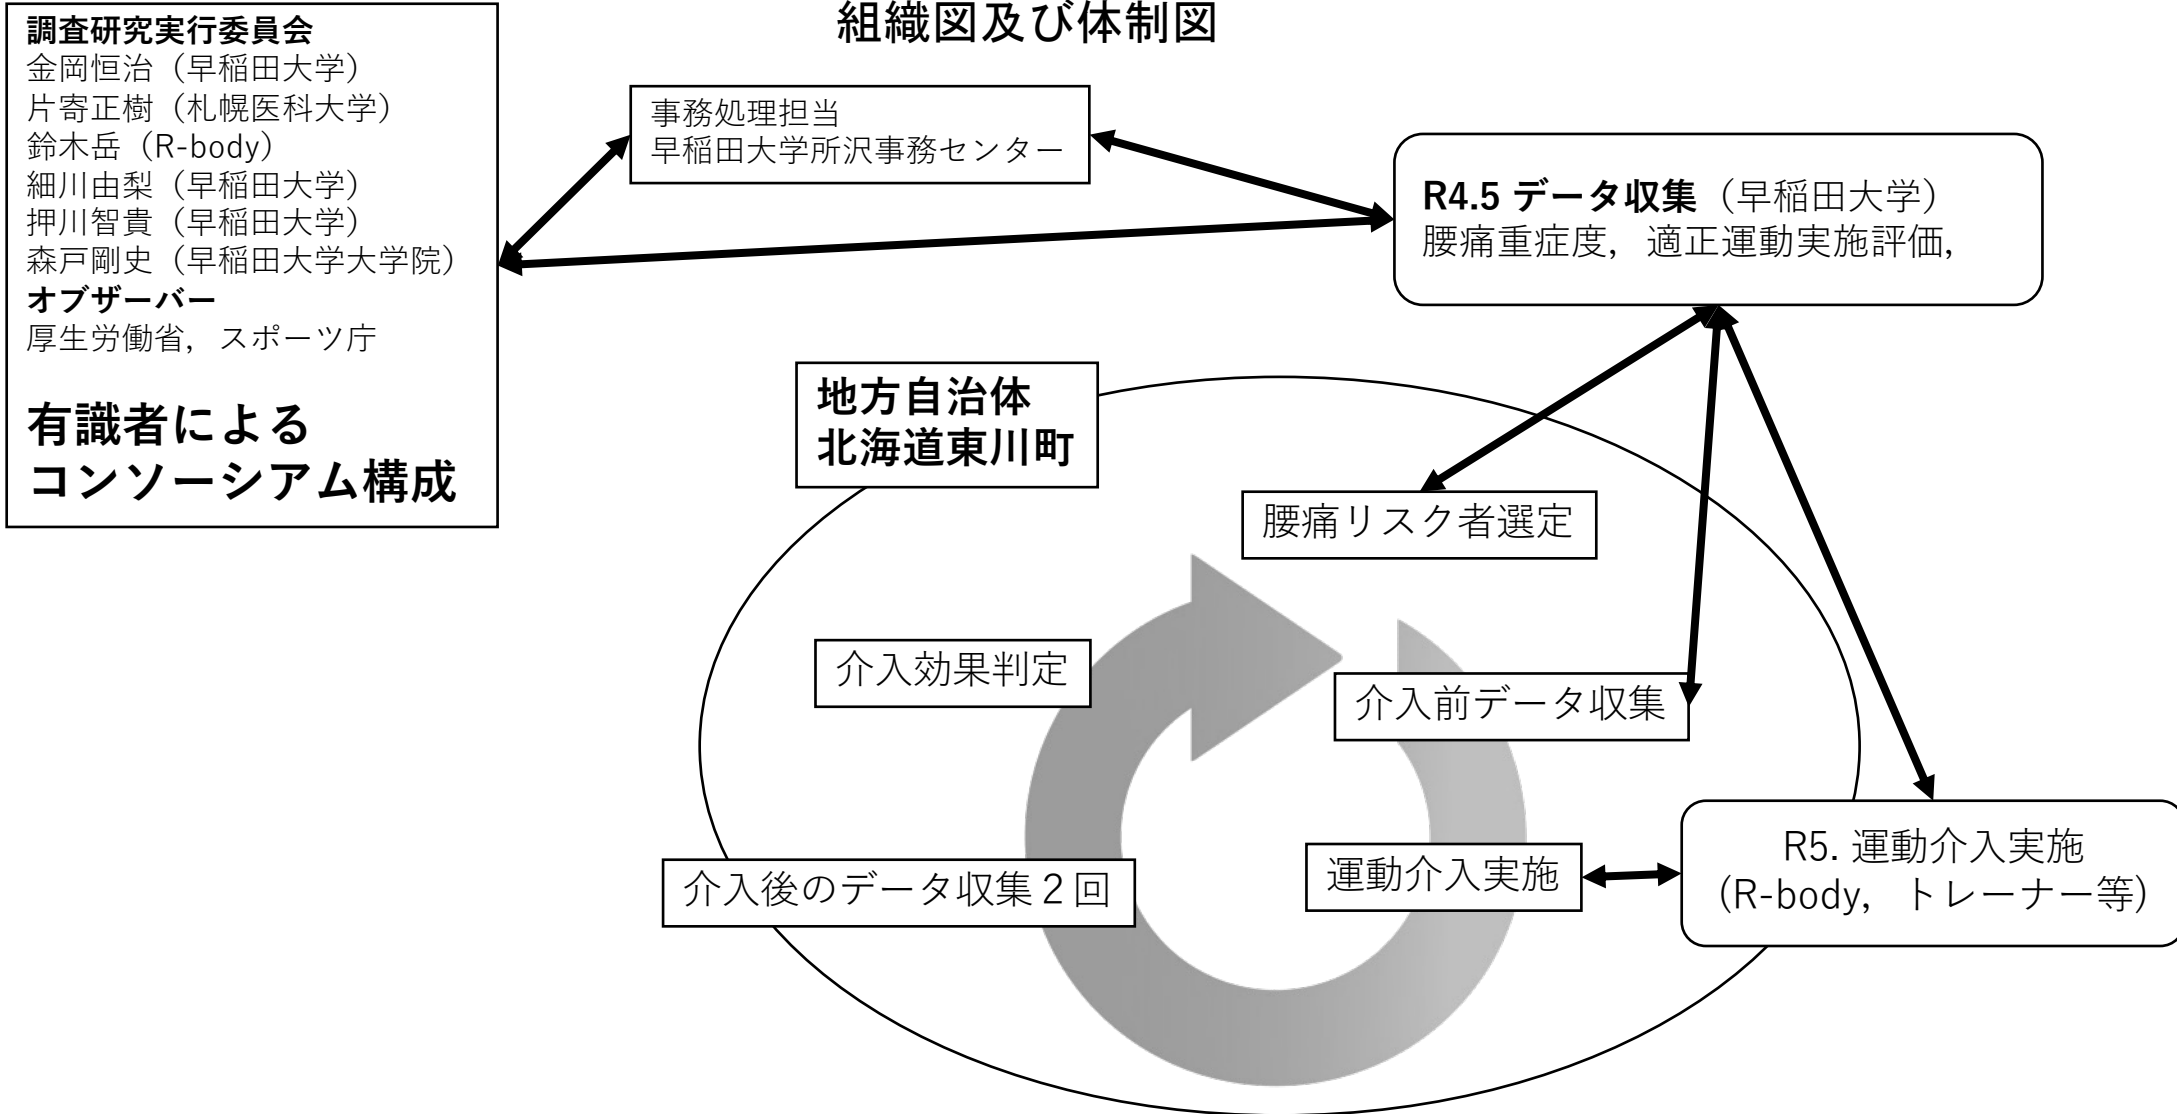 組織図及び体制図
調査研究実行委員会
金岡恒治（早稲田大学）
片寄正樹（札幌医科大学）
鈴木岳（R-body）
細川由梨（早稲田大学）
押川智貴（早稲田大学）
森戸剛史（早稲田大学大学院）
オブザーバー
厚生労働省，スポーツ庁
有識者による
コンソーシアム構成
事務処理担当
早稲田大学所沢事務センター
R4.5 データ収集（早稲田大学）
腰痛重症度，適正運動実施評価，
地方自治体
北海道東川町
腰痛リスク者選定
介入効果判定
介入前データ収集
介入後のデータ収集２回
運動介入実施
R5. 運動介入実施
(R-body，トレーナー等)